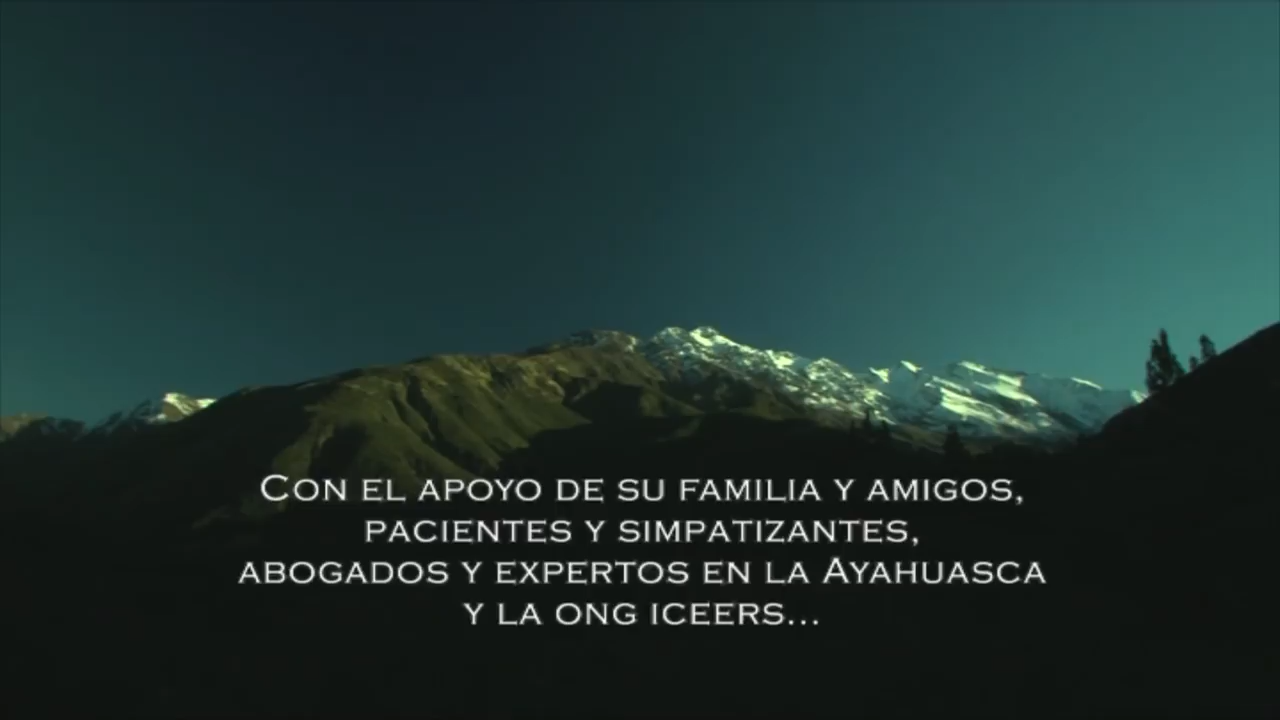 Con el apoyo de su familia y amigos,
pacientes y simpatizantes,
abogados y expertos en la Ayahuasca
y la ong iceers...